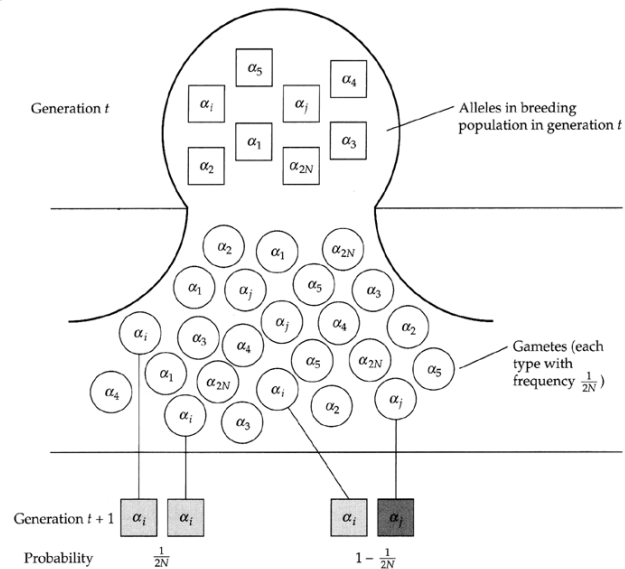 α₅
α₄
Generation t
αᵢ
αⱼ
Alleles in breeding
population in generation t
α₁
α₃
α₂
α₂N
α₂
α₁
α₂N
α₁
αⱼ
α₅
α₃
αᵢ
αⱼ
α₄
α₂
α₃
α₄
Gametes (each
type with
frequency 1/2N)
α₁
α₂N
α₅
α₂N
α₅
α₄
αᵢ
αᵢ
α₃
α₂
αⱼ
Generation t + 1 αᵢ αᵢ αᵢ αⱼ
Probability 1/2N 1 − 1/2N